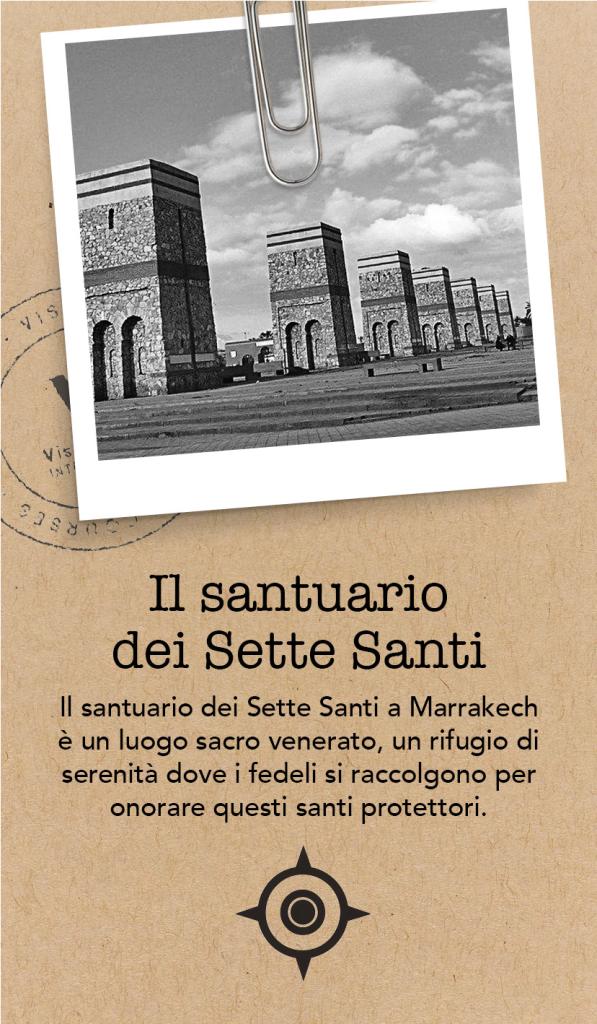 Il santuario
dei Sette Santi
Il santuario dei Sette Santi a Marrakech
è un luogo sacro venerato, un rifugio di
serenità dove i fedeli si raccolgono per
onorare questi santi protettori.